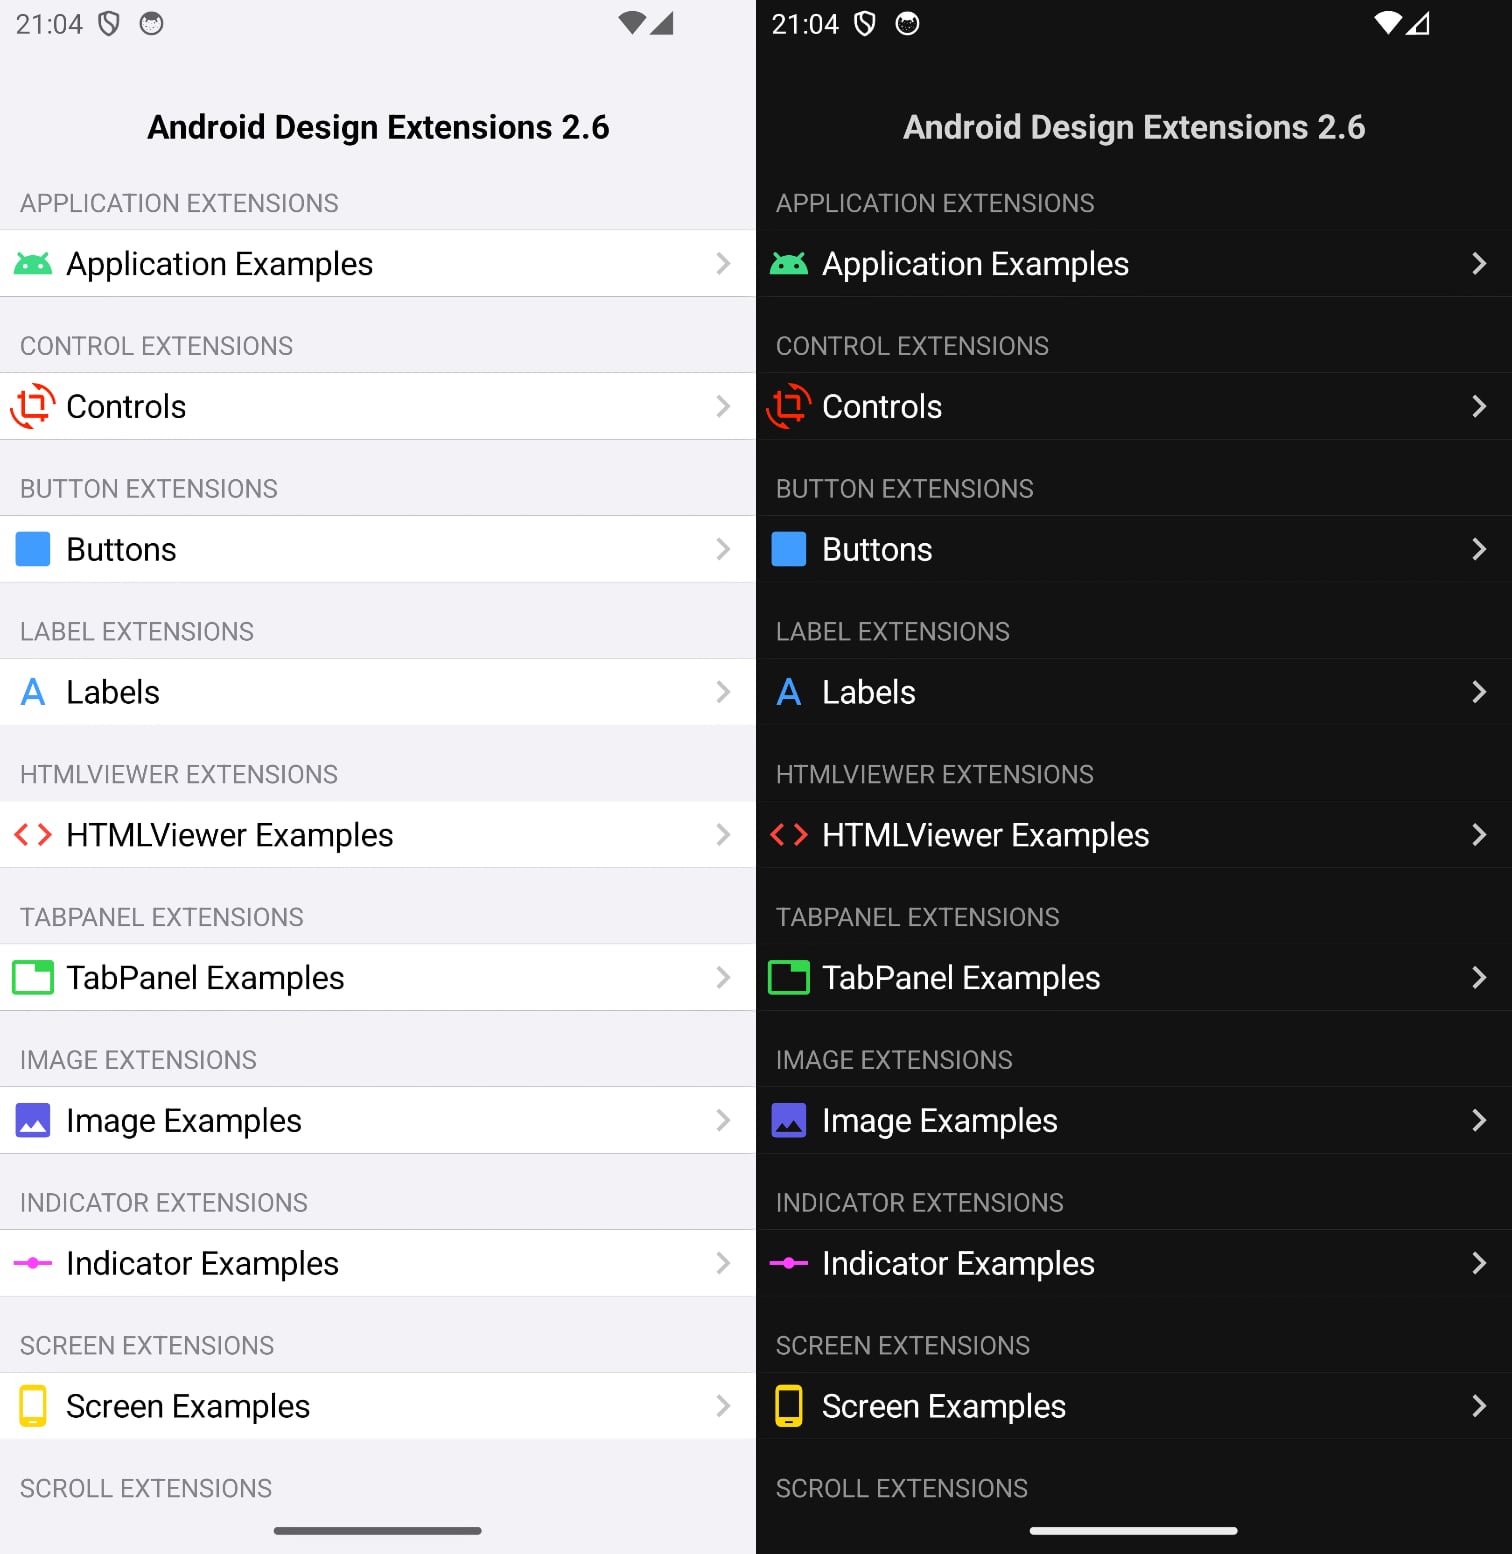 21:04
Android Design Extensions 2.6
APPLICATION EXTENSIONS
Application Examples
CONTROL EXTENSIONS
Controls
BUTTON EXTENSIONS
Buttons
LABEL EXTENSIONS
Labels
HTMLVIEWER EXTENSIONS
HTMLViewer Examples
TABPANEL EXTENSIONS
TabPanel Examples
IMAGE EXTENSIONS
Image Examples
INDICATOR EXTENSIONS
Indicator Examples
SCREEN EXTENSIONS
Screen Examples
SCROLL EXTENSIONS
21:04
Android Design Extensions 2.6
APPLICATION EXTENSIONS
Application Examples
CONTROL EXTENSIONS
Controls
BUTTON EXTENSIONS
Buttons
LABEL EXTENSIONS
Labels
HTMLVIEWER EXTENSIONS
HTMLViewer Examples
TABPANEL EXTENSIONS
TabPanel Examples
IMAGE EXTENSIONS
Image Examples
INDICATOR EXTENSIONS
Indicator Examples
SCREEN EXTENSIONS
Screen Examples
SCROLL EXTENSIONS